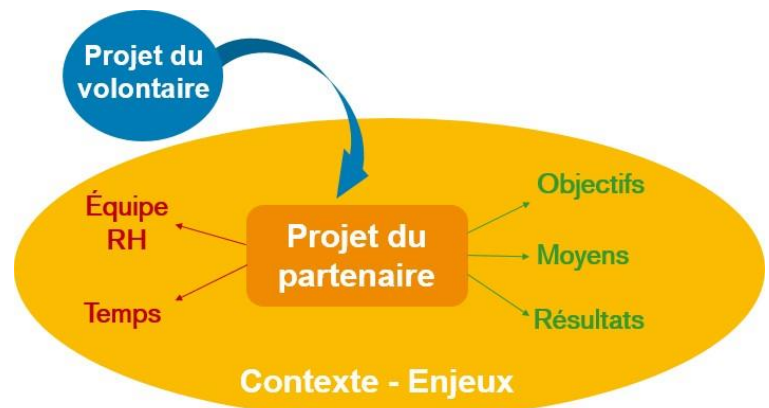 Projet du
volontaire
Équipe
RH
Temps
Projet du
partenaire
Objectifs
Moyens
Résultats
Contexte - Enjeux